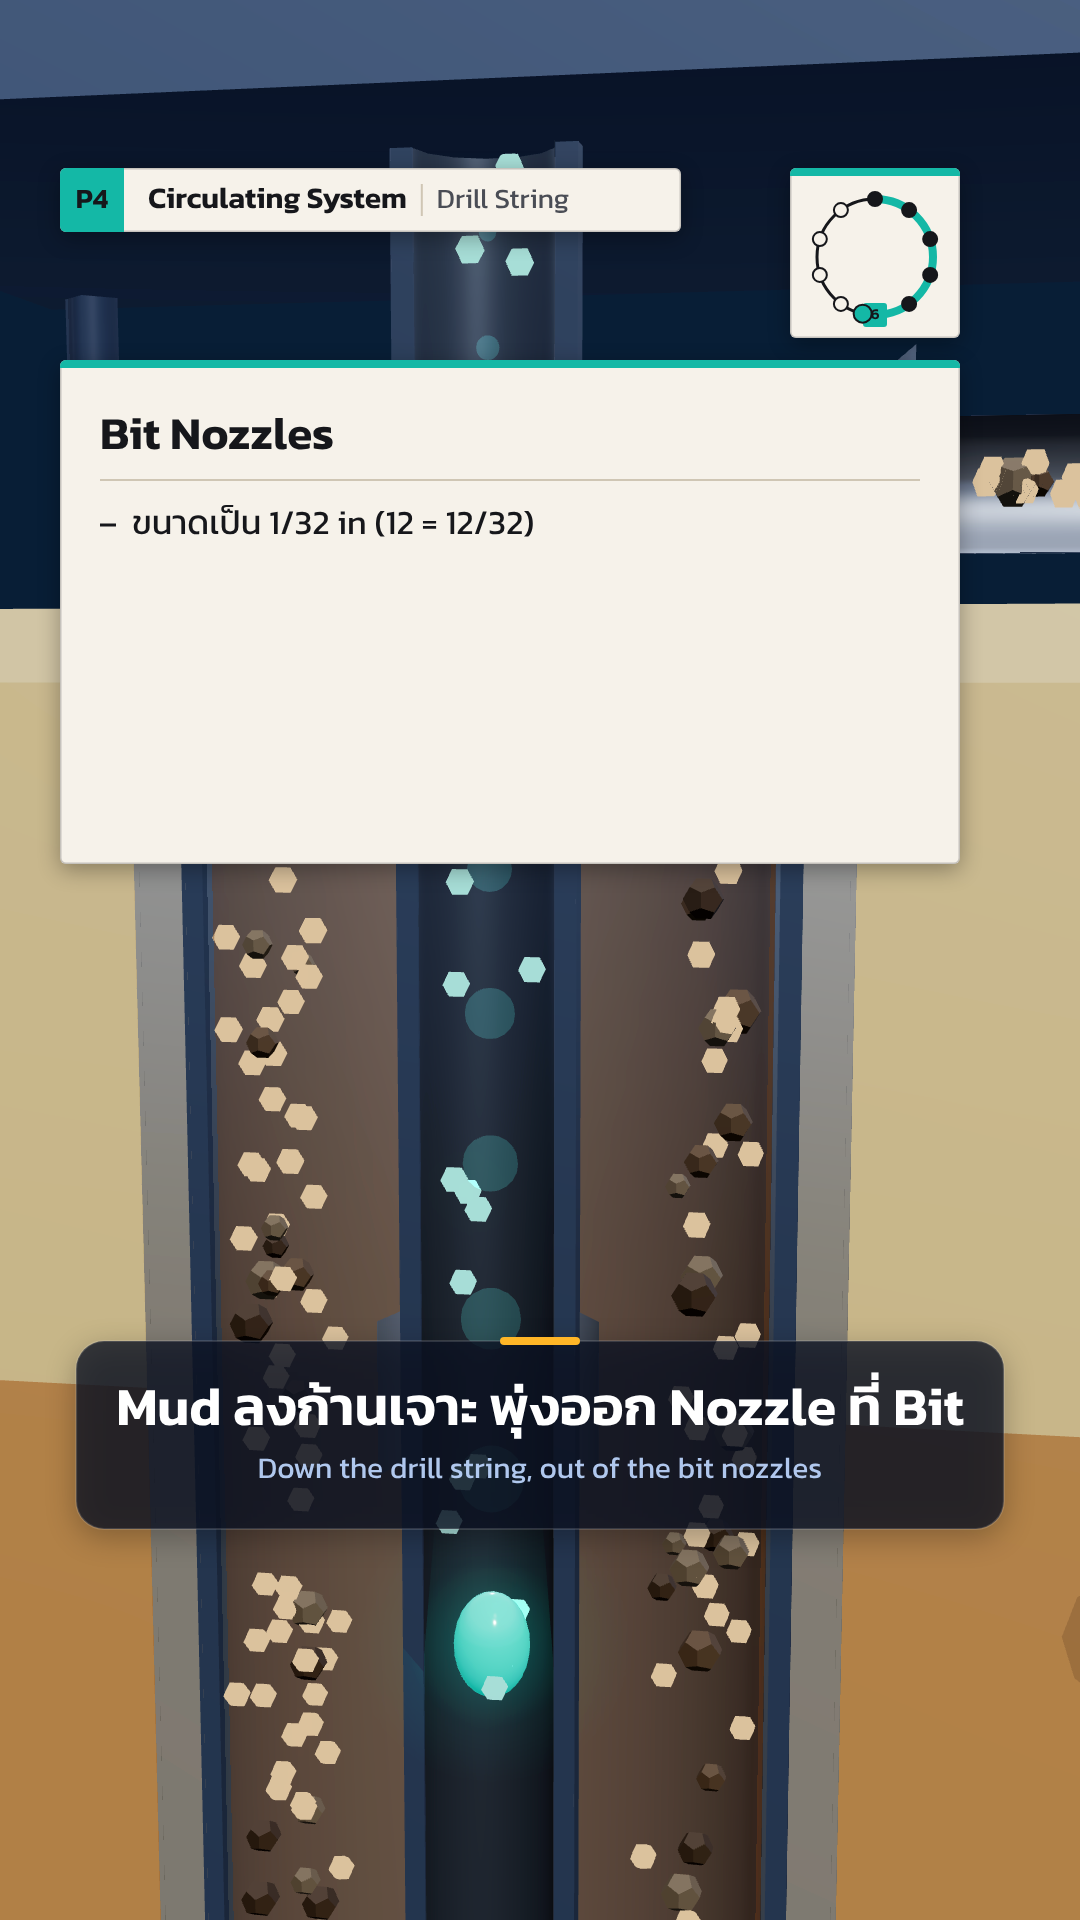 P4 Circulating System | Drill String
6
Bit Nozzles
– ขนาดเป็น 1/32 in (12 = 12/32)
Mud ลงก้านเจาะ พุ่งออก Nozzle ที่ Bit
Down the drill string, out of the bit nozzles